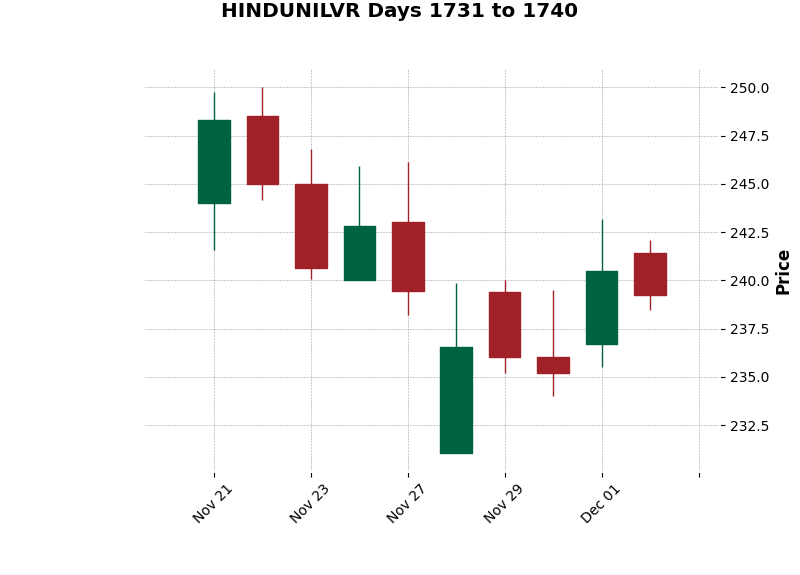 HINDUNILVR Days 1731 to 1740
250.0
247.5
245.0
242.5
240.0
237.5
235.0
232.5
Price
Nov 21
Nov 23
Nov 27
Nov 29
Dec 01